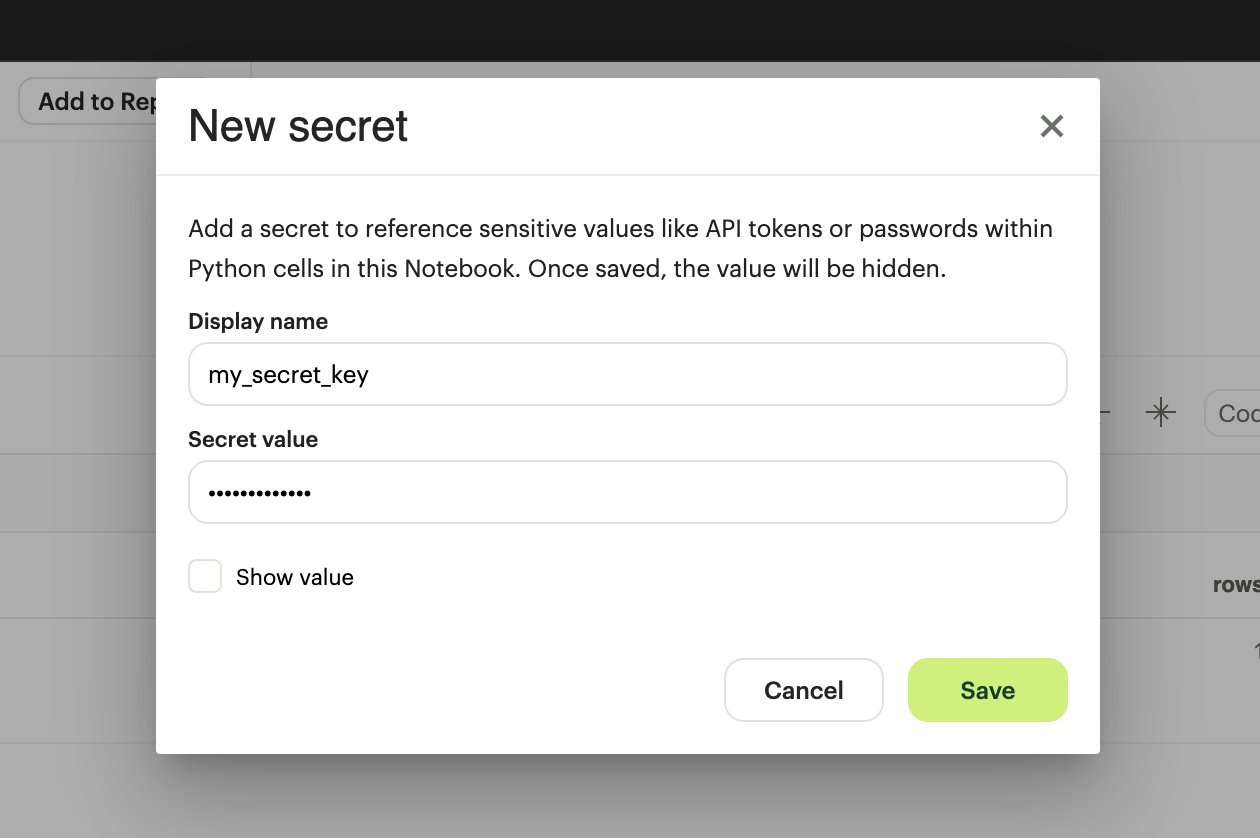 Add to Rep
New secret
Add a secret to reference sensitive values like API tokens or passwords within
Python cells in this Notebook. Once saved, the value will be hidden.
Display name
my_secret_key
Coc
Secret value
•••••••••••••
Show value
rows
1
Cancel
Save